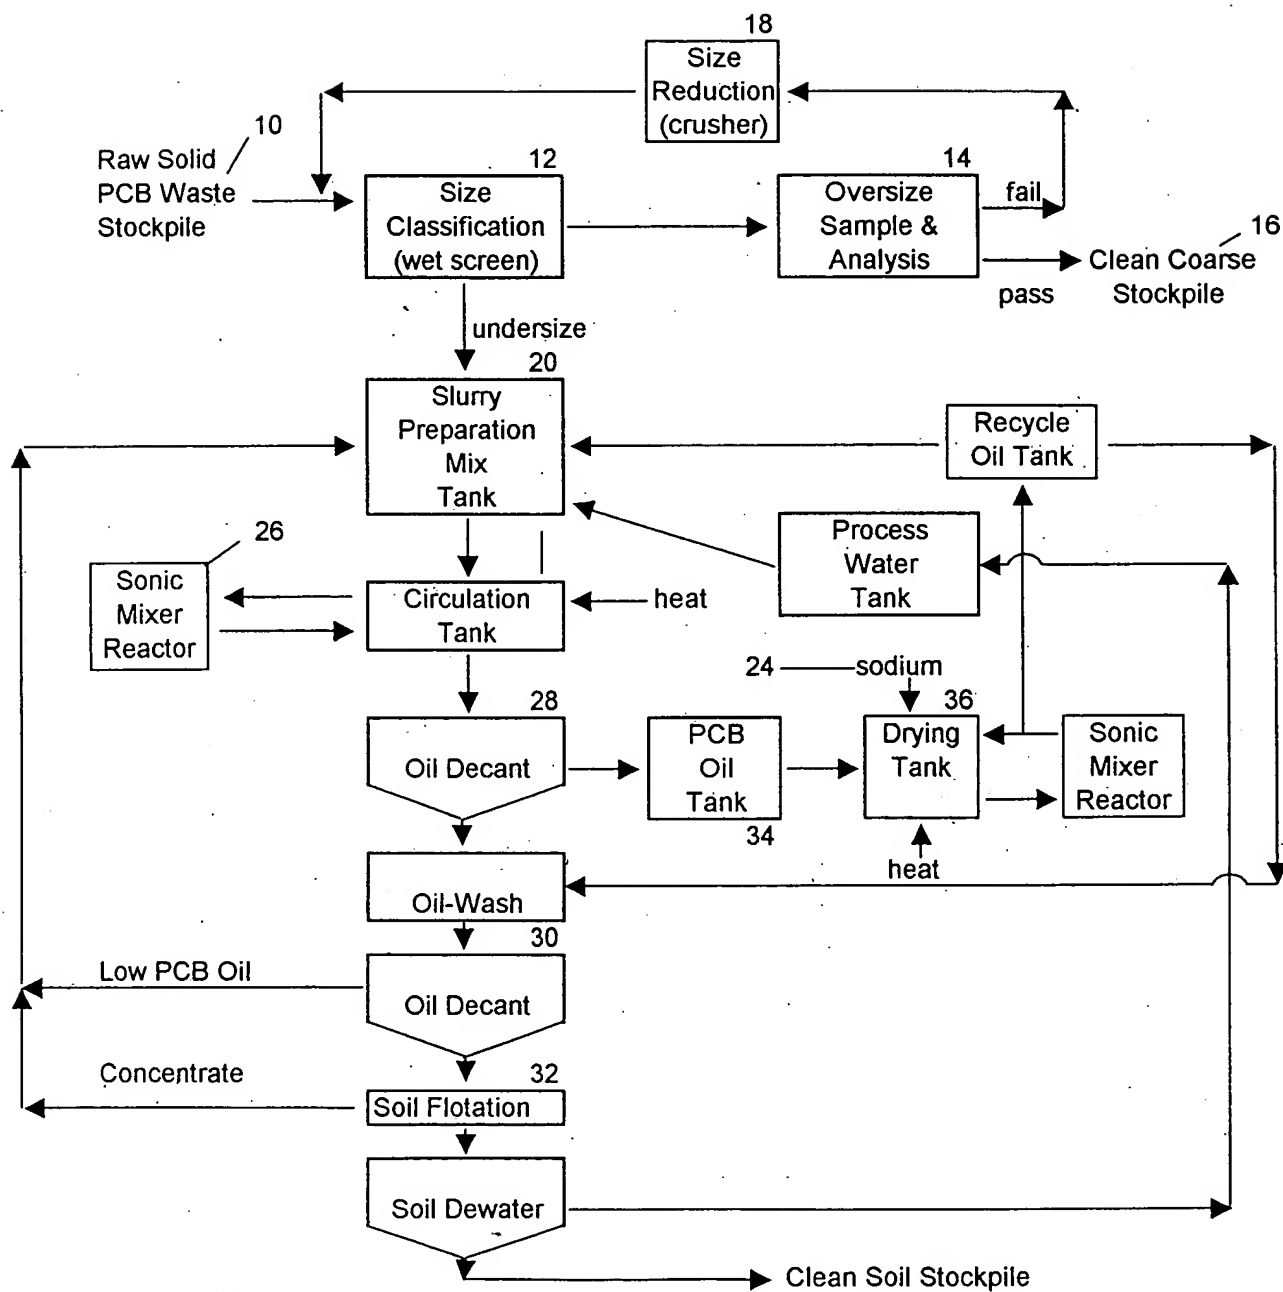 18
Size
Reduction
(crusher)
10
Raw Solid
PCB Waste
Stockpile
12
Size
Classification
(wet screen)
14
Oversize
Sample &
Analysis
fail
pass
16
Clean Coarse
Stockpile
undersize
20
Slurry
Preparation
Mix
Tank
Recycle
Oil Tank
Process
Water
Tank
26
Sonic
Mixer
Reactor
Circulation
Tank
heat
24
sodium
28
Oil Decant
PCB
Oil
Tank
34
36
Drying
Tank
Sonic
Mixer
Reactor
heat
Oil-Wash
30
Low PCB Oil
Oil Decant
Concentrate
32
Soil Flotation
Soil Dewater
Clean Soil Stockpile